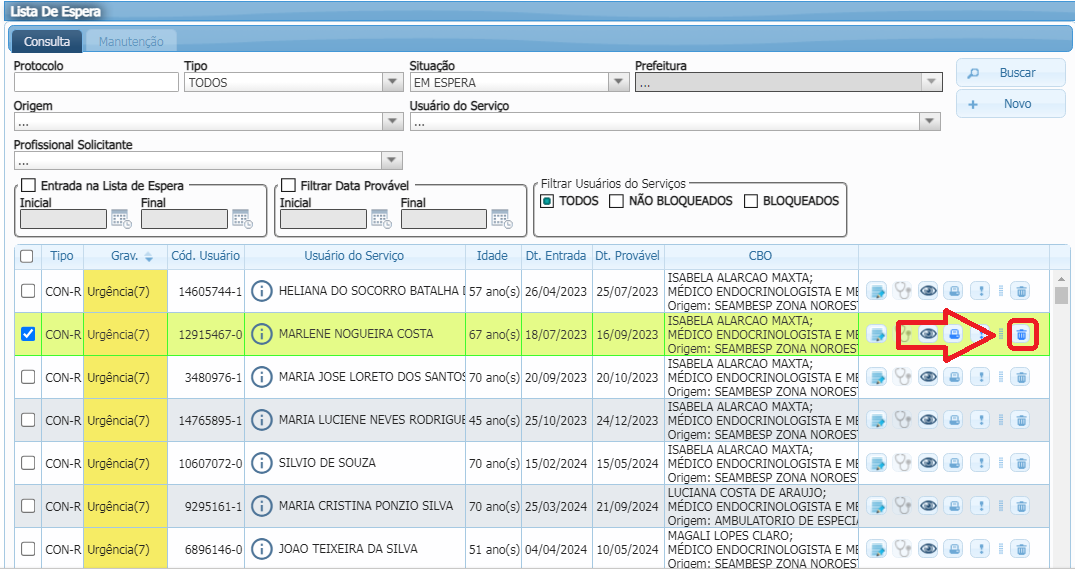 Lista De Espera
Consulta Manutenção
Protocolo Tipo Situação Prefeitura
TODOS EM ESPERA ... Buscar
Origem Usuário do Serviço Novo
... ...
Profissional Solicitante
...
Entrada na Lista de Espera Filtrar Data Provável Filtrar Usuários do Serviços
Inicial Final Inicial Final TODOS NÃO BLOQUEADOS BLOQUEADOS
Tipo Grav. Cód. Usuário Usuário do Serviço Idade Dt. Entrada Dt. Provável CBO
ISABELA ALARCAO MAXTA;
CON-R Urgência(7) 14605744-1 HELIANA DO SOCORRO BATALHA 57 ano(s) 26/04/2023 25/07/2023 MÉDICO ENDOCRINOLOGISTA E ME
Origem: SEAMBESP ZONA NOROES
ISABELA ALARCAO MAXTA;
CON-R Urgência(7) 12915467-0 MARLENE NOGUEIRA COSTA 67 ano(s) 18/07/2023 16/09/2023 MÉDICO ENDOCRINOLOGISTA E ME
Origem: SEAMBESP ZONA NOROES
ISABELA ALARCAO MAXTA;
CON-R Urgência(7) 3480976-1 MARIA JOSE LORETO DOS SANTOS 70 ano(s) 20/09/2023 20/10/2023 MÉDICO ENDOCRINOLOGISTA E ME
Origem: SEAMBESP ZONA NOROES
ISABELA ALARCAO MAXTA;
CON-R Urgência(7) 14765895-1 MARIA LUCIENE NEVES RODRIGUE 45 ano(s) 25/10/2023 24/12/2023 MÉDICO ENDOCRINOLOGISTA E ME
Origem: SEAMBESP ZONA NOROES
ISABELA ALARCAO MAXTA;
CON-R Urgência(7) 10607072-0 SILVIO DE SOUZA 70 ano(s) 15/02/2024 15/05/2024 MÉDICO ENDOCRINOLOGISTA E ME
Origem: SEAMBESP ZONA NOROES
LUCIANA COSTA DE ARAUJO;
CON-R Urgência(7) 9295161-1 MARIA CRISTINA PONZIO SILVA 70 ano(s) 25/03/2024 21/09/2024 MÉDICO ENDOCRINOLOGISTA E ME
Origem: AMBULATORIO DE ESPECIA
MAGALI LOPES CLARO;
CON-R Urgência(7) 6896146-0 JOAO TEIXEIRA DA SILVA 51 ano(s) 04/04/2024 10/05/2024 MÉDICO ENDOCRINOLOGISTA E ME
Origem: SEAMBESP ZONA NOROES